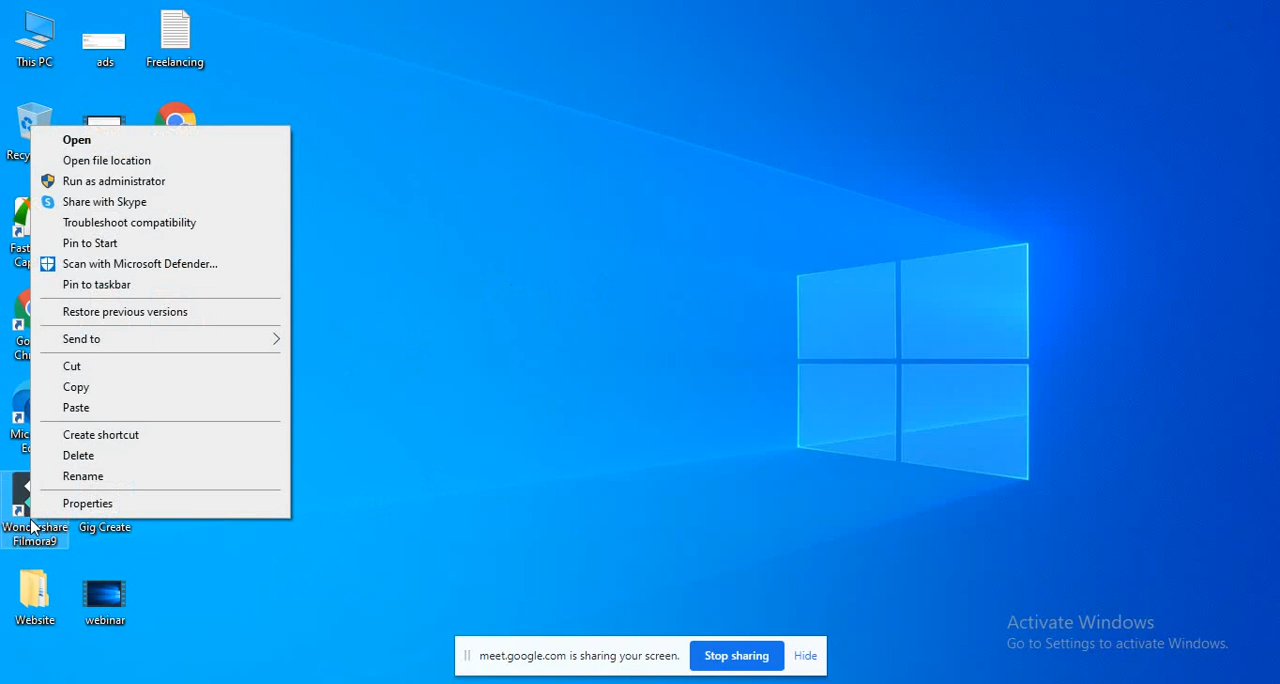 This PC
ads
Freelancing
Open
Open file location
Run as administrator
Share with Skype
Troubleshoot compatibility
Pin to Start
Scan with Microsoft Defender...
Pin to taskbar
Restore previous versions
Send to
Cut
Copy
Paste
Create shortcut
Delete
Rename
Properties
Wondershare
Filmora9
Gig Create
Website
webinar
Activate Windows
Go to Settings to activate Windows.
meet.google.com is sharing your screen.
Stop sharing
Hide